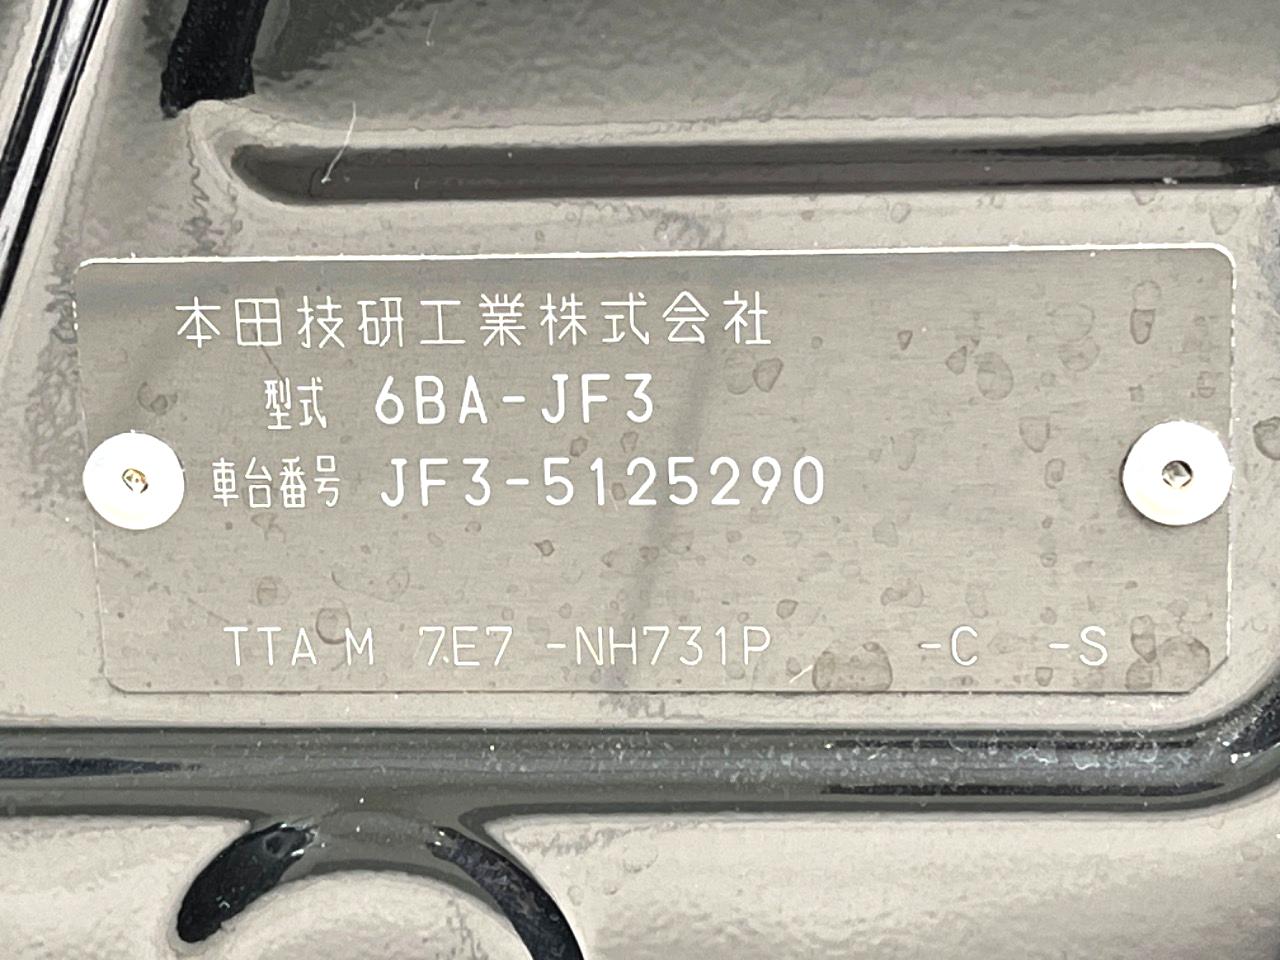 本田技研工業株式会社
型式 6BA-JF3
車台番号 JF3-5125290
TTA M 7E7 -NH731P -C -S